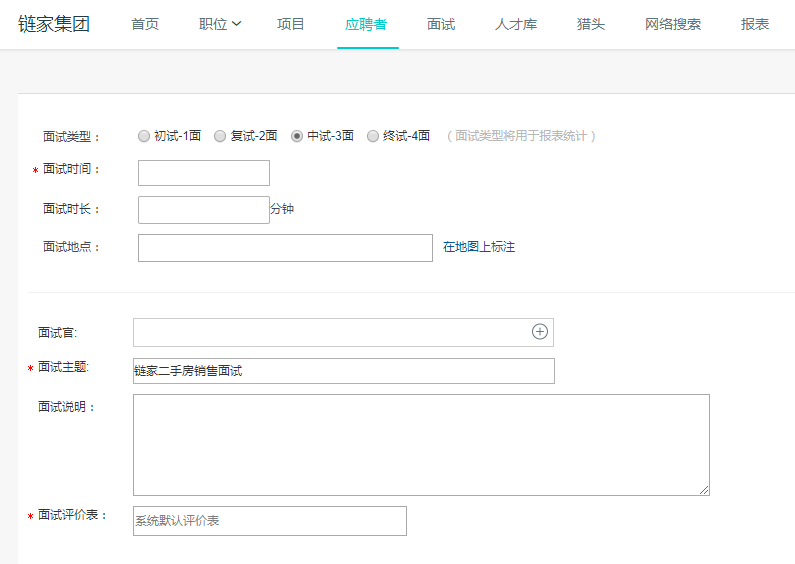 链家集团 首页 职位 项目 应聘者 面试 人才库 猎头 网络搜索 报表
面试类型： 初试-1面 复试-2面 中试-3面 终试-4面 （面试类型将用于报表统计）
* 面试时间：
面试时长： 分钟
面试地点： 在地图上标注
面试官:
* 面试主题: 链家二手房销售面试
面试说明：
* 面试评价表： 系统默认评价表